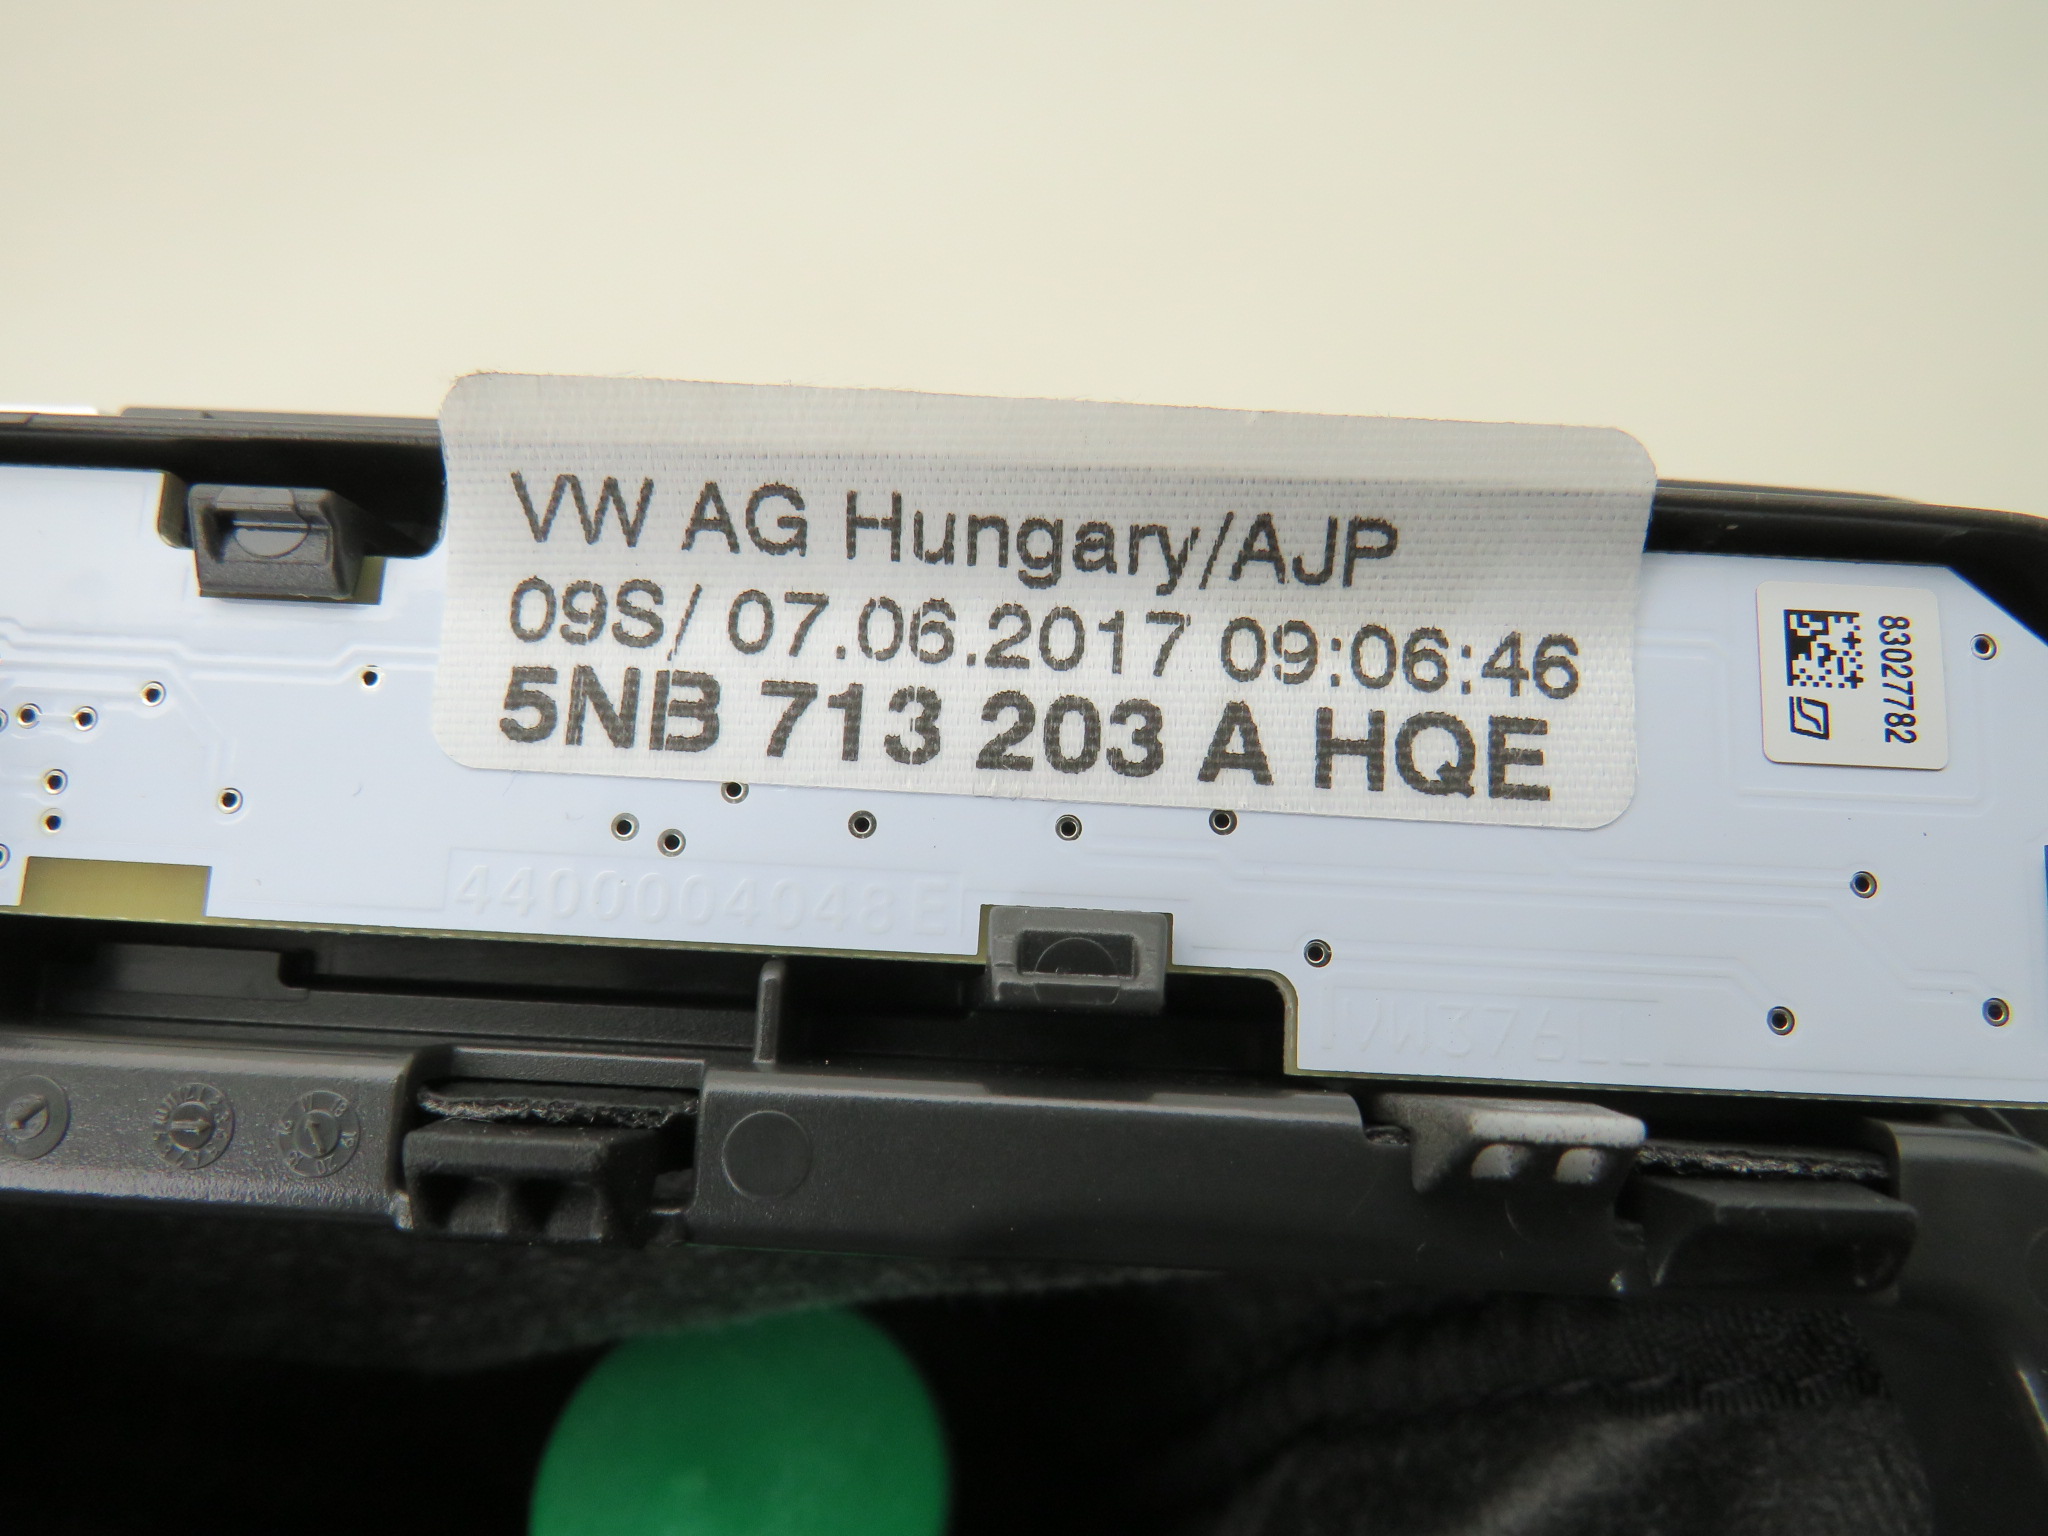 VW AG Hungary/AJP
09S/ 07.06.2017 09:06:46
5NB 713 203 A HQE
83027782
4400004048E